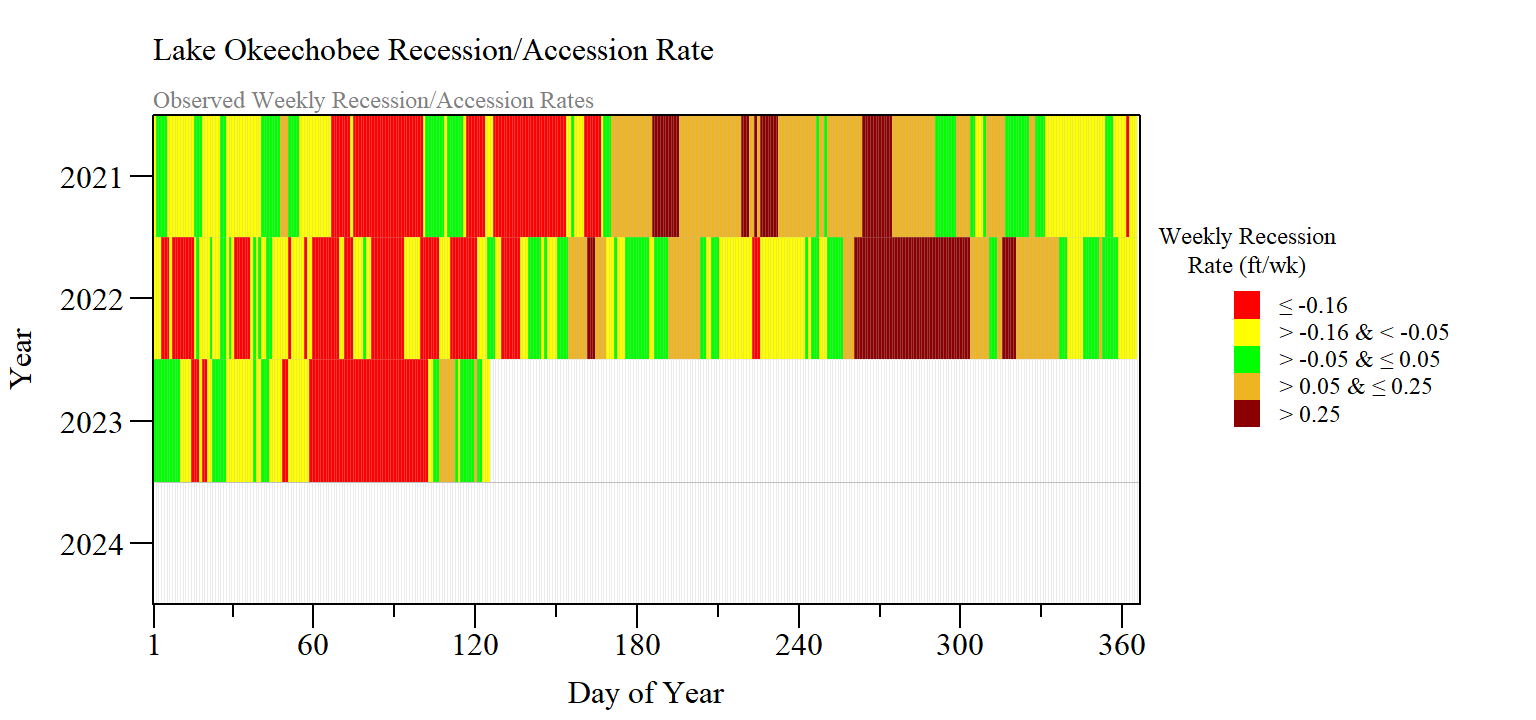 Lake Okeechobee Recession/Accession Rate
Observed Weekly Recession/Accession Rates
2021
2022
2023
2024
Year
1 60 120 180 240 300 360
Day of Year
Weekly Recession
Rate (ft/wk)
≤ -0.16
> -0.16 & < -0.05
> -0.05 & ≤ 0.05
> 0.05 & ≤ 0.25
> 0.25